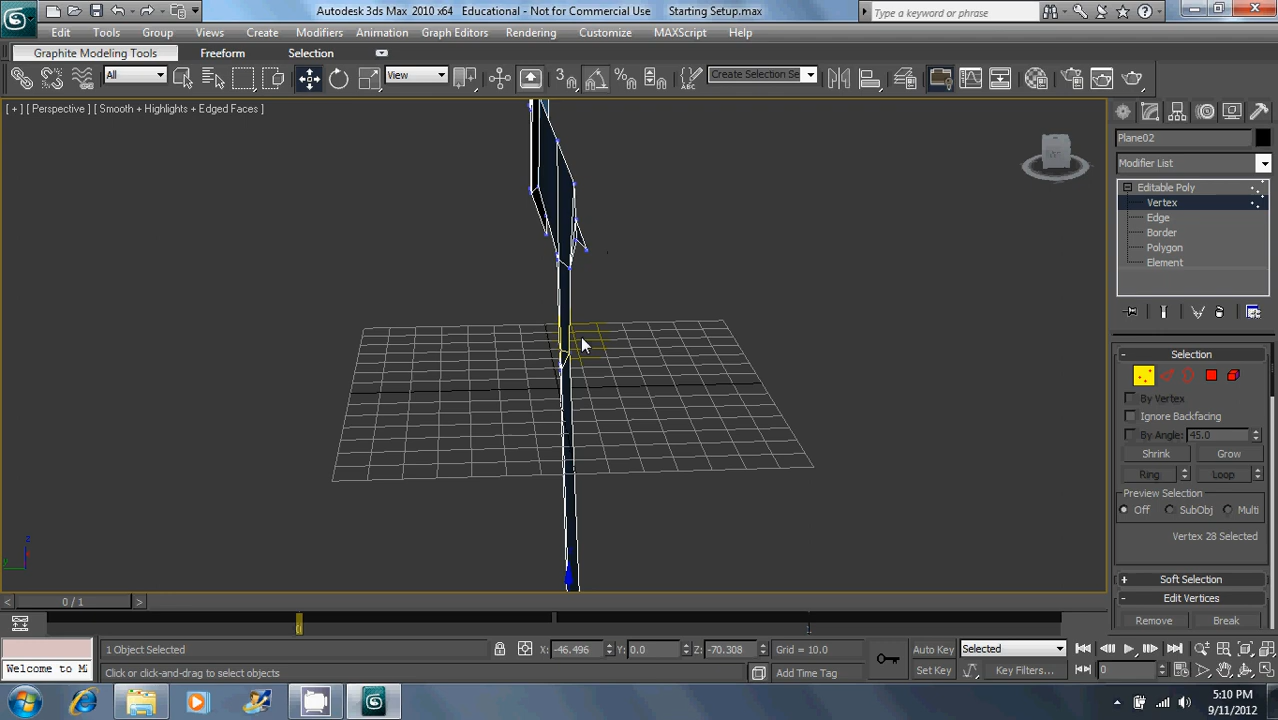 Autodesk 3ds Max 2010 x64 Educational - Not for Commercial Use Starting Setup.max
Type a keyword or phrase
Edit Tools Group Views Create Modifiers Animation Graph Editors Rendering Customize MAXScript Help
Graphite Modeling Tools Freeform Selection
All View Create Selection Se
[ + ] [ Perspective ] [ Smooth + Highlights + Edged Faces ]
Plane02
Modifier List
Editable Poly
Vertex
Edge
Border
Polygon
Element
- Selection
By Vertex
Ignore Backfacing
By Angle: 45.0
Shrink Grow
Ring Loop
Preview Selection
Off SubObj Multi
Vertex 28 Selected
+ Soft Selection
- Edit Vertices
Remove Break
z
y
< 0 / 1 >
0 1
1 Object Selected X: -46.496 Y: 0.0 Z: -70.308 Grid = 10.0 Auto Key Selected
Welcome to M Click or click-and-drag to select objects Add Time Tag Set Key Key Filters... 0
5:10 PM
9/11/2012